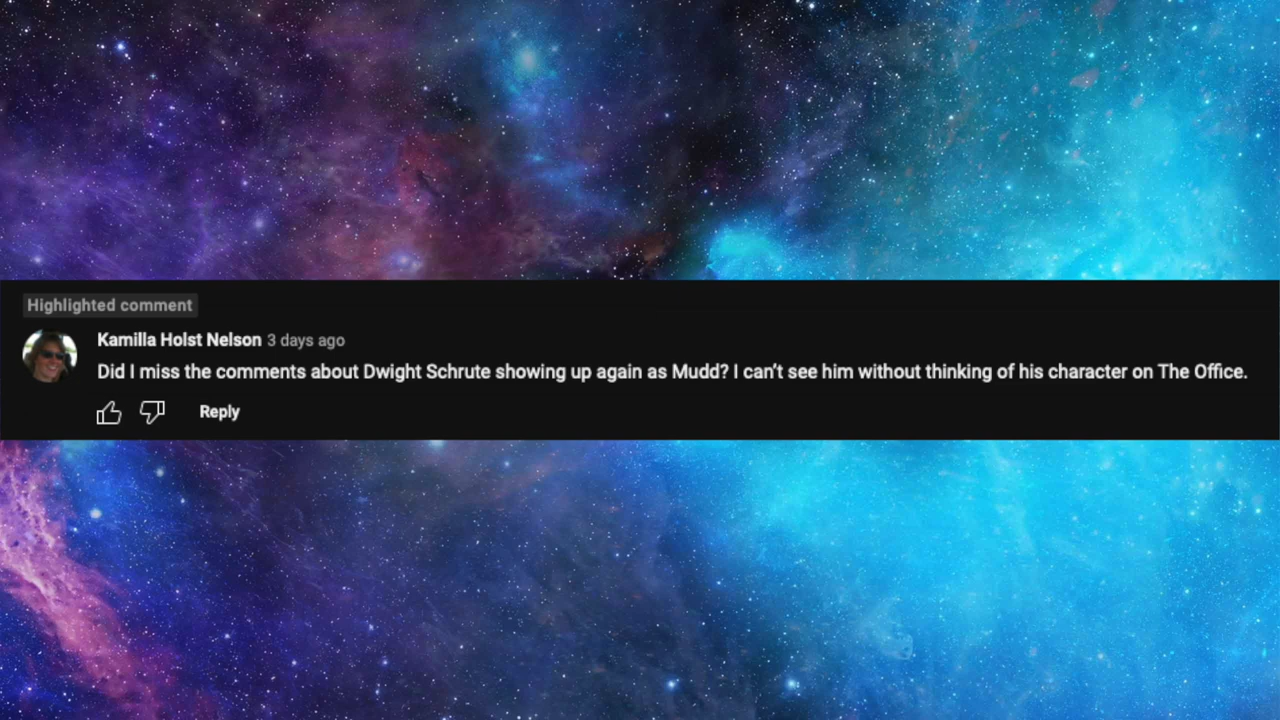 Highlighted comment
Kamilla Holst Nelson 3 days ago
Did I miss the comments about Dwight Schrute showing up again as Mudd? I can’t see him without thinking of his character on The Office.
Reply